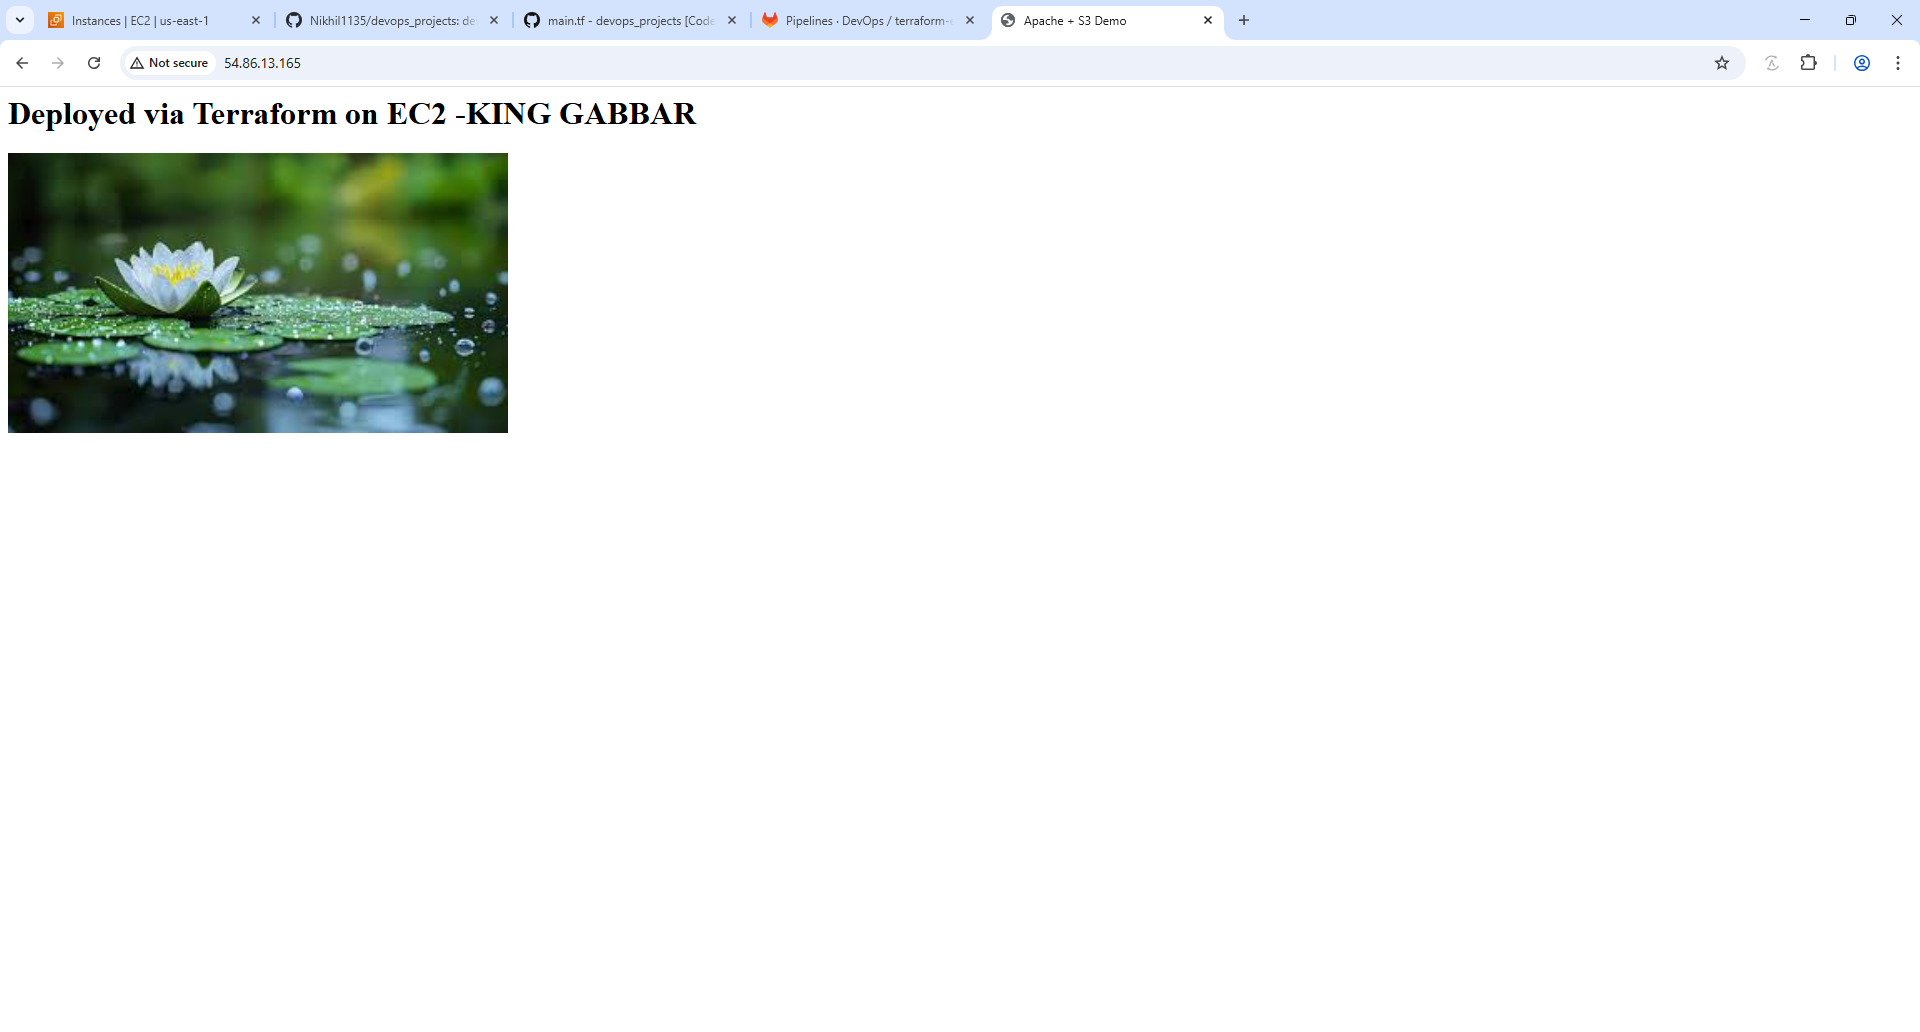 Instances | EC2 | us-east-1
Nikhil1135/devops_projects: de
main.tf - devops_projects [Code
Pipelines · DevOps / terraform-
Apache + S3 Demo
Not secure
54.86.13.165
Deployed via Terraform on EC2 -KING GABBAR